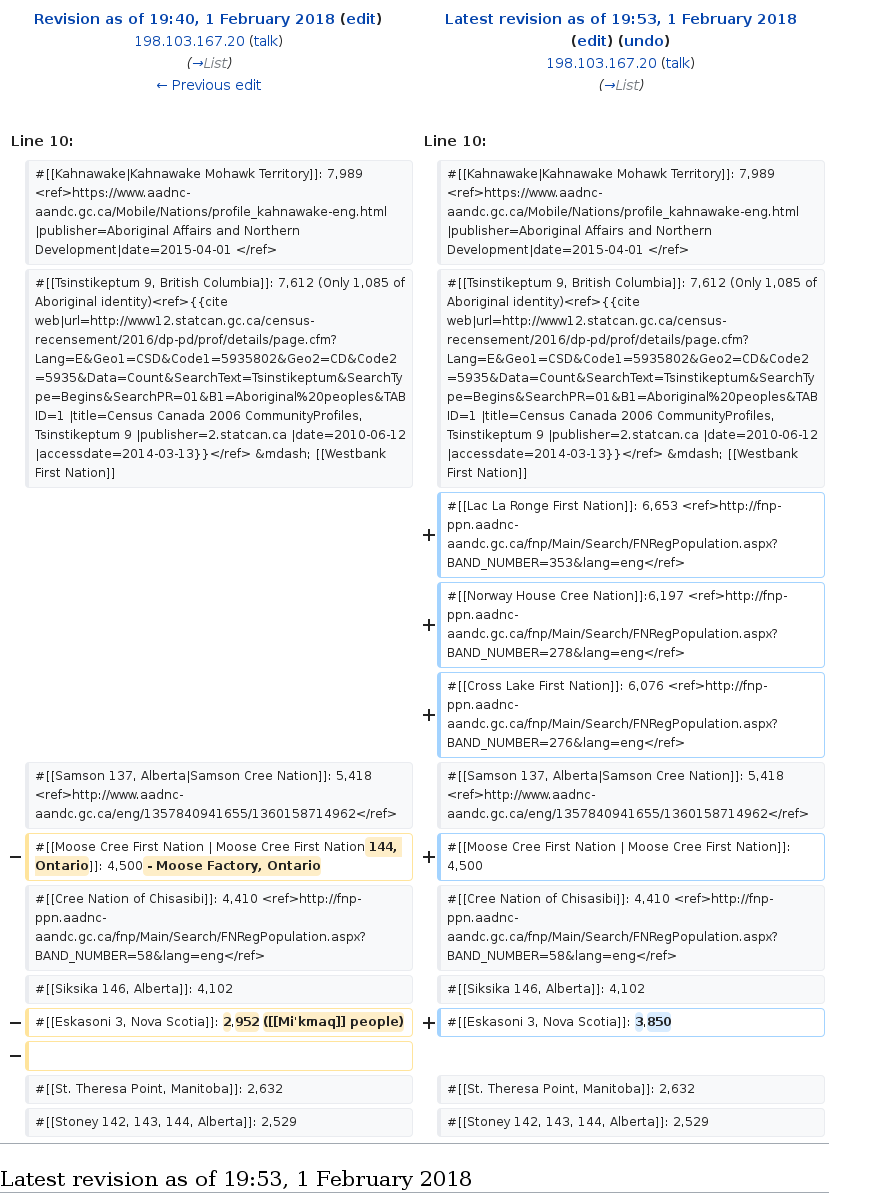 Revision as of 19:40, 1 February 2018 (edit)
198.103.167.20 (talk)
(→List)
← Previous edit
Latest revision as of 19:53, 1 February 2018
(edit) (undo)
198.103.167.20 (talk)
(→List)
Line 10:
Line 10:
#[[Kahnawake|Kahnawake Mohawk Territory]]: 7,989
<ref>https://www.aadnc-
aandc.gc.ca/Mobile/Nations/profile_kahnawake-eng.html
|publisher=Aboriginal Affairs and Northern
Development|date=2015-04-01 </ref>
#[[Kahnawake|Kahnawake Mohawk Territory]]: 7,989
<ref>https://www.aadnc-
aandc.gc.ca/Mobile/Nations/profile_kahnawake-eng.html
|publisher=Aboriginal Affairs and Northern
Development|date=2015-04-01 </ref>
#[[Tsinstikeptum 9, British Columbia]]: 7,612 (Only 1,085 of
Aboriginal identity)<ref>{{cite
web|url=http://www12.statcan.gc.ca/census-
recensement/2016/dp-pd/prof/details/page.cfm?
Lang=E&Geo1=CSD&Code1=5935802&Geo2=CD&Code2
=5935&Data=Count&SearchText=Tsinstikeptum&SearchTy
pe=Begins&SearchPR=01&B1=Aboriginal%20peoples&TAB
ID=1 |title=Census Canada 2006 CommunityProfiles,
Tsinstikeptum 9 |publisher=2.statcan.ca |date=2010-06-12
|accessdate=2014-03-13}}</ref> &mdash; [[Westbank
First Nation]]
#[[Tsinstikeptum 9, British Columbia]]: 7,612 (Only 1,085 of
Aboriginal identity)<ref>{{cite
web|url=http://www12.statcan.gc.ca/census-
recensement/2016/dp-pd/prof/details/page.cfm?
Lang=E&Geo1=CSD&Code1=5935802&Geo2=CD&Code2
=5935&Data=Count&SearchText=Tsinstikeptum&SearchTy
pe=Begins&SearchPR=01&B1=Aboriginal%20peoples&TAB
ID=1 |title=Census Canada 2006 CommunityProfiles,
Tsinstikeptum 9 |publisher=2.statcan.ca |date=2010-06-12
|accessdate=2014-03-13}}</ref> &mdash; [[Westbank
First Nation]]
+
#[[Lac La Ronge First Nation]]: 6,653 <ref>http://fnp-
ppn.aadnc-
aandc.gc.ca/fnp/Main/Search/FNRegPopulation.aspx?
BAND_NUMBER=353&lang=eng</ref>
+
#[[Norway House Cree Nation]]:6,197 <ref>http://fnp-
ppn.aadnc-
aandc.gc.ca/fnp/Main/Search/FNRegPopulation.aspx?
BAND_NUMBER=278&lang=eng</ref>
+
#[[Cross Lake First Nation]]: 6,076 <ref>http://fnp-
ppn.aadnc-
aandc.gc.ca/fnp/Main/Search/FNRegPopulation.aspx?
BAND_NUMBER=276&lang=eng</ref>
#[[Samson 137, Alberta|Samson Cree Nation]]: 5,418
<ref>http://www.aadnc-
aandc.gc.ca/eng/1357840941655/1360158714962</ref>
#[[Samson 137, Alberta|Samson Cree Nation]]: 5,418
<ref>http://www.aadnc-
aandc.gc.ca/eng/1357840941655/1360158714962</ref>
−
#[[Moose Cree First Nation | Moose Cree First Nation 144,
Ontario]]: 4,500 - Moose Factory, Ontario
+
#[[Moose Cree First Nation | Moose Cree First Nation]]:
4,500
#[[Cree Nation of Chisasibi]]: 4,410 <ref>http://fnp-
ppn.aadnc-
aandc.gc.ca/fnp/Main/Search/FNRegPopulation.aspx?
BAND_NUMBER=58&lang=eng</ref>
#[[Cree Nation of Chisasibi]]: 4,410 <ref>http://fnp-
ppn.aadnc-
aandc.gc.ca/fnp/Main/Search/FNRegPopulation.aspx?
BAND_NUMBER=58&lang=eng</ref>
#[[Siksika 146, Alberta]]: 4,102
#[[Siksika 146, Alberta]]: 4,102
−
#[[Eskasoni 3, Nova Scotia]]: 2,952 ([[Mi'kmaq]] people)
+
#[[Eskasoni 3, Nova Scotia]]: 3,850
−
#[[St. Theresa Point, Manitoba]]: 2,632
#[[St. Theresa Point, Manitoba]]: 2,632
#[[Stoney 142, 143, 144, Alberta]]: 2,529
#[[Stoney 142, 143, 144, Alberta]]: 2,529
Latest revision as of 19:53, 1 February 2018